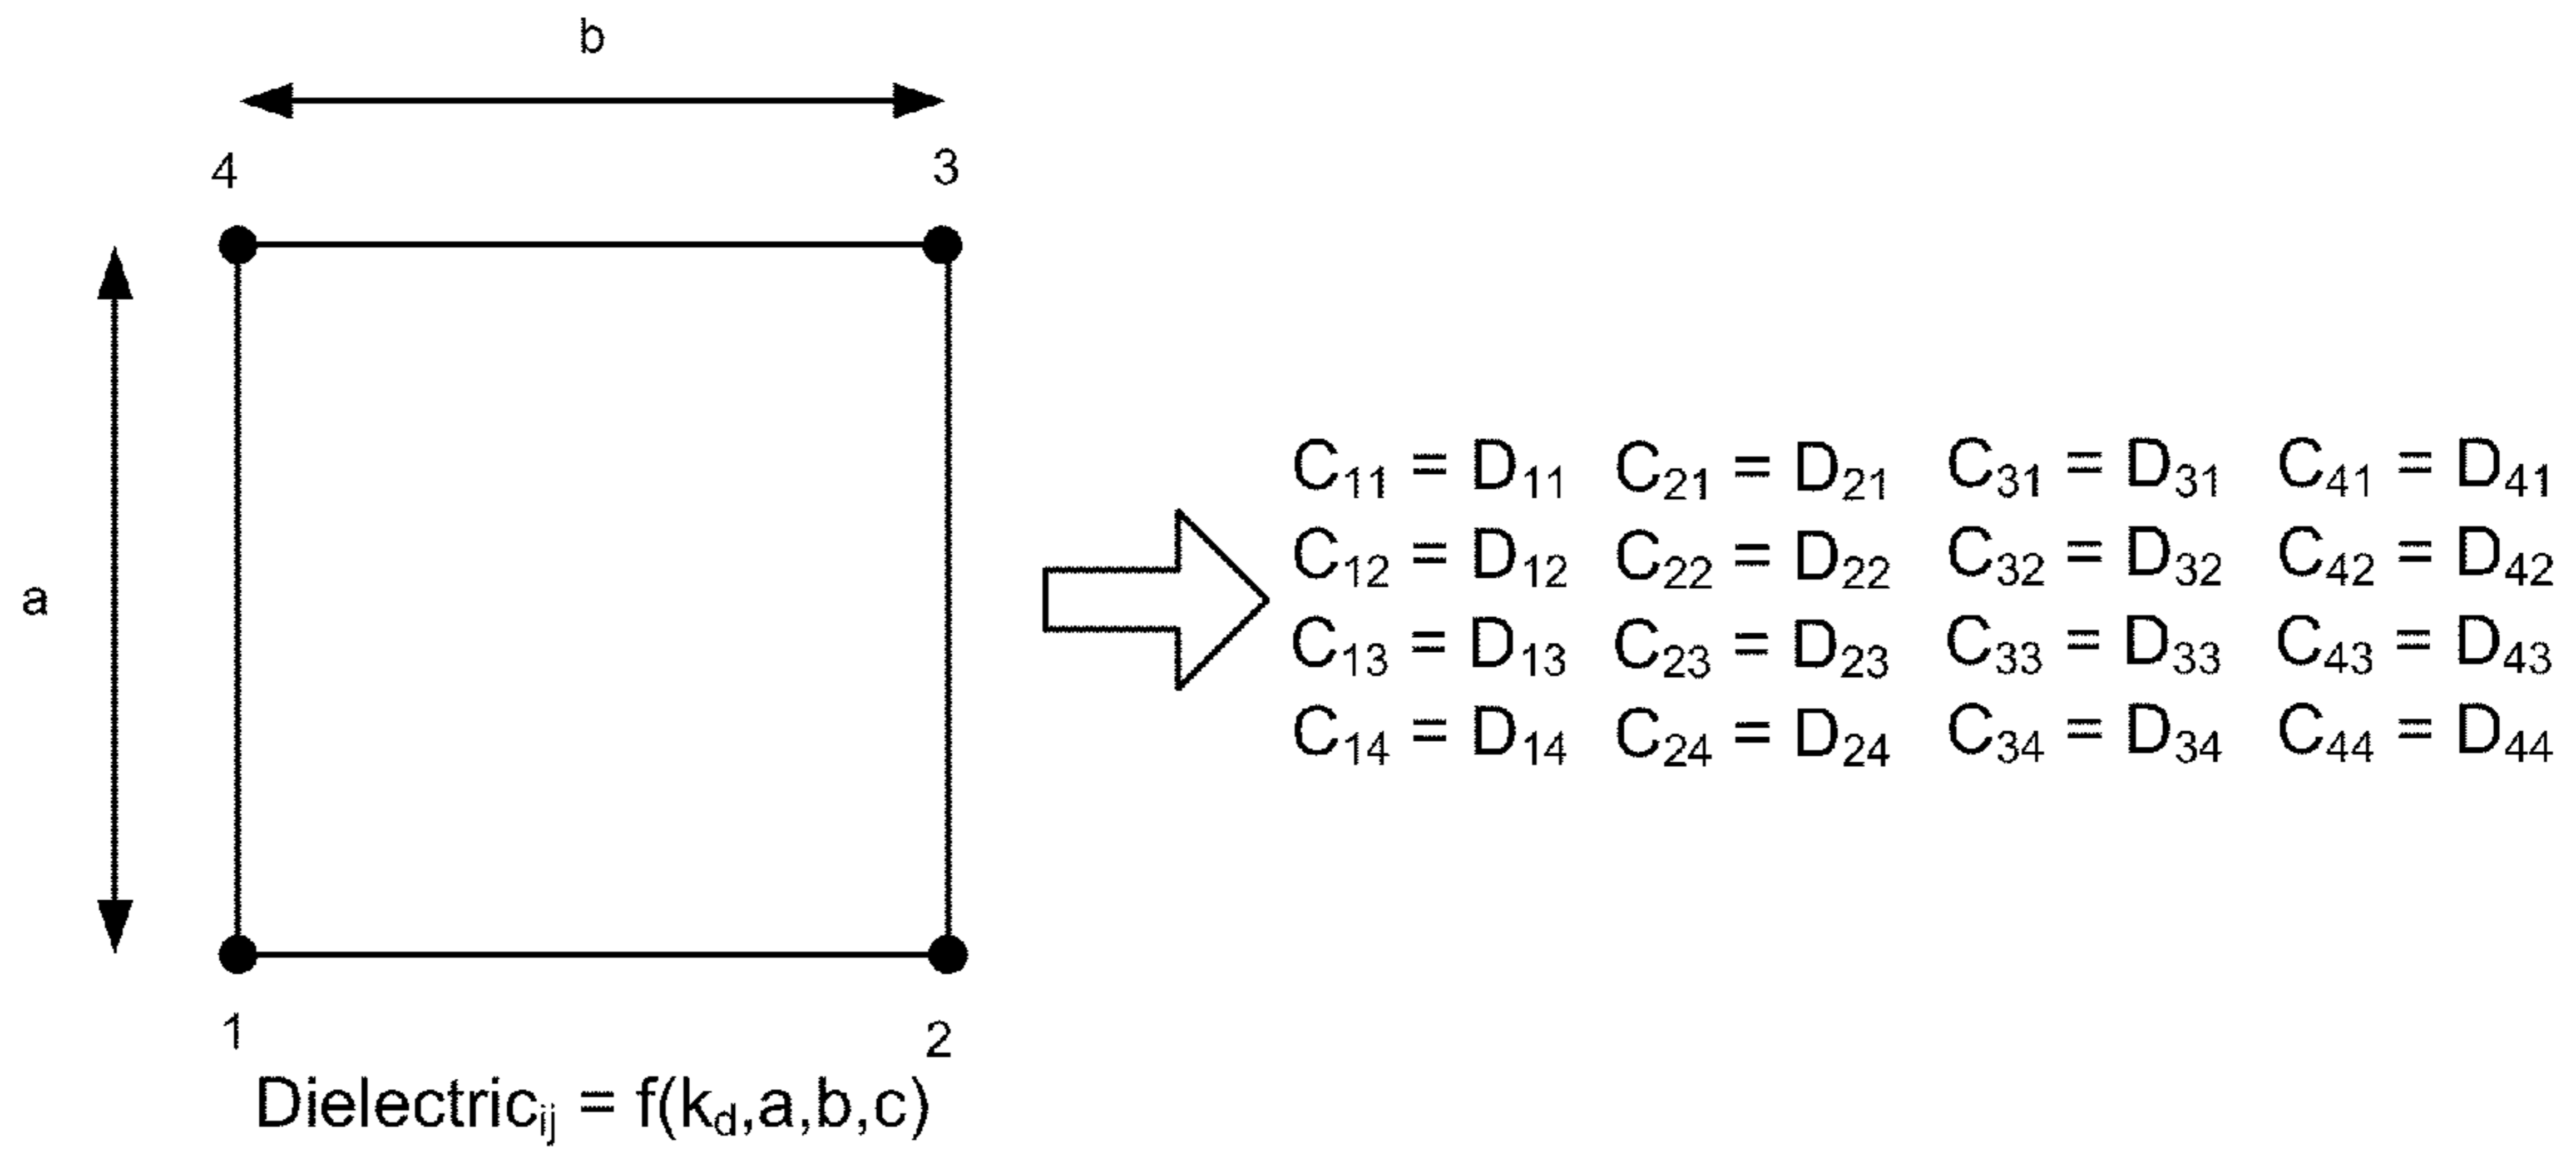 b
4 3
a
1 2
Dielectricᵢⱼ = f(k_d,a,b,c)
C₁₁ = D₁₁ C₂₁ = D₂₁ C₃₁ = D₃₁ C₄₁ = D₄₁
C₁₂ = D₁₂ C₂₂ = D₂₂ C₃₂ = D₃₂ C₄₂ = D₄₂
C₁₃ = D₁₃ C₂₃ = D₂₃ C₃₃ = D₃₃ C₄₃ = D₄₃
C₁₄ = D₁₄ C₂₄ = D₂₄ C₃₄ = D₃₄ C₄₄ = D₄₄